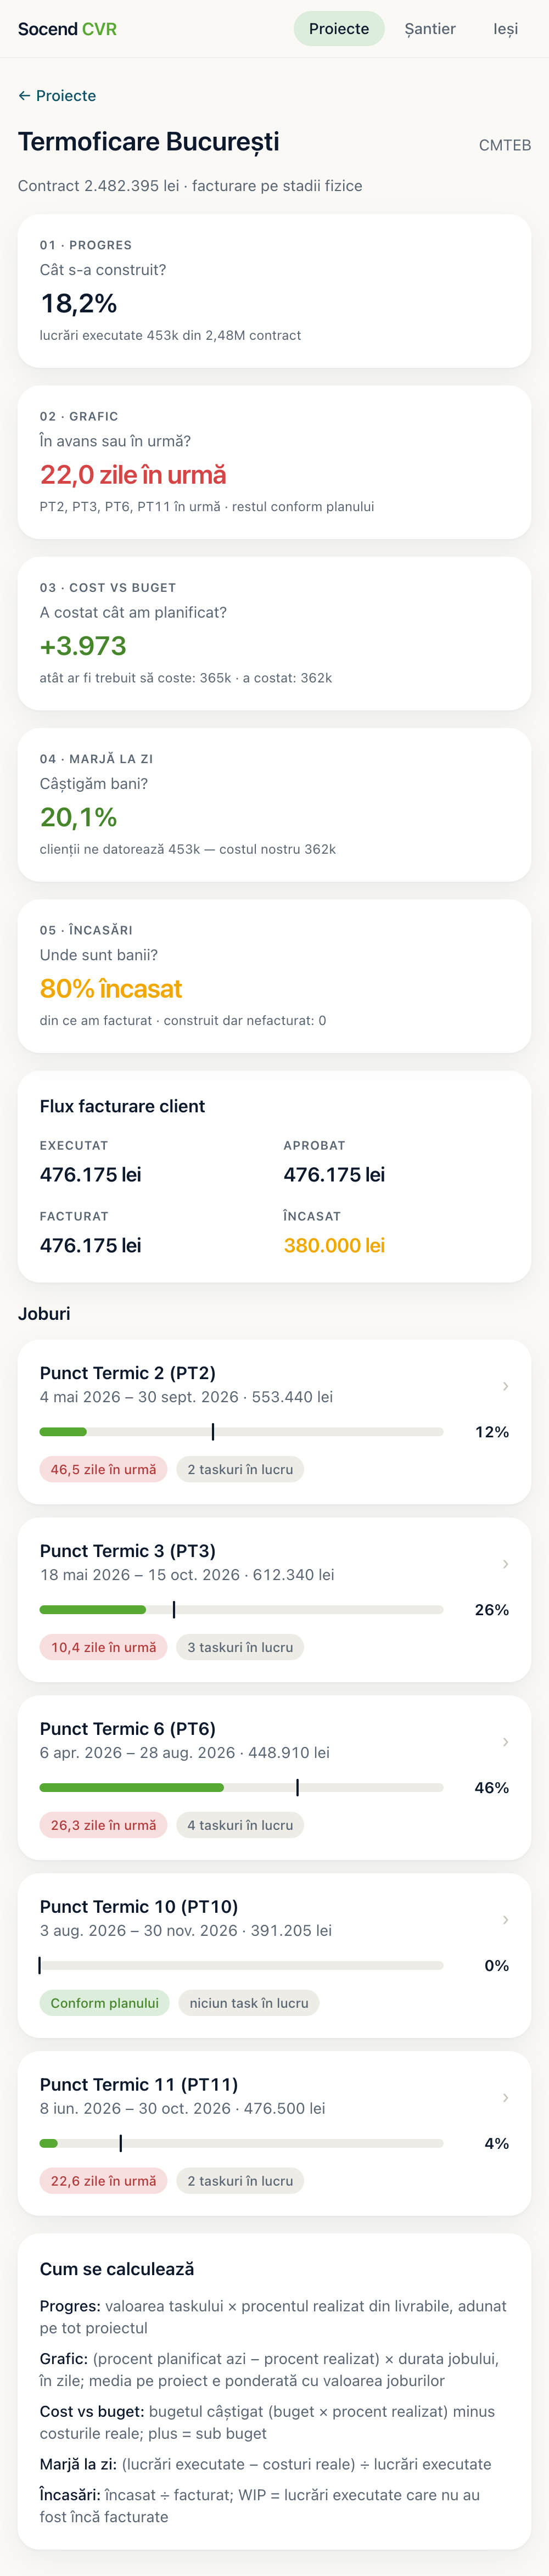 Socend CVR
Proiecte
Șantier
Ieși
← Proiecte
Termoficare București
CMTEB
Contract 2.482.395 lei · facturare pe stadii fizice
01 · PROGRES
Cât s-a construit?
18,2%
lucrări executate 453k din 2,48M contract
02 · GRAFIC
În avans sau în urmă?
22,0 zile în urmă
PT2, PT3, PT6, PT11 în urmă · restul conform planului
03 · COST VS BUGET
A costat cât am planificat?
+3.973
atât ar fi trebuit să coste: 365k · a costat: 362k
04 · MARJĂ LA ZI
Câștigăm bani?
20,1%
clienții ne datorează 453k — costul nostru 362k
05 · ÎNCASĂRI
Unde sunt banii?
80% încasat
din ce am facturat · construit dar nefacturat: 0
Flux facturare client
EXECUTAT
APROBAT
476.175 lei
476.175 lei
FACTURAT
ÎNCASAT
476.175 lei
380.000 lei
Joburi
Punct Termic 2 (PT2)
4 mai 2026 – 30 sept. 2026 · 553.440 lei
12%
46,5 zile în urmă
2 taskuri în lucru
Punct Termic 3 (PT3)
18 mai 2026 – 15 oct. 2026 · 612.340 lei
26%
10,4 zile în urmă
3 taskuri în lucru
Punct Termic 6 (PT6)
6 apr. 2026 – 28 aug. 2026 · 448.910 lei
46%
26,3 zile în urmă
4 taskuri în lucru
Punct Termic 10 (PT10)
3 aug. 2026 – 30 nov. 2026 · 391.205 lei
0%
Conform planului
niciun task în lucru
Punct Termic 11 (PT11)
8 iun. 2026 – 30 oct. 2026 · 476.500 lei
4%
22,6 zile în urmă
2 taskuri în lucru
Cum se calculează
Progres: valoarea taskului × procentul realizat din livrabile, adunat
pe tot proiectul
Grafic: (procent planificat azi − procent realizat) × durata jobului,
în zile; media pe proiect e ponderată cu valoarea joburilor
Cost vs buget: bugetul câștigat (buget × procent realizat) minus
costurile reale; plus = sub buget
Marjă la zi: (lucrări executate − costuri reale) ÷ lucrări executate
Încasări: încasat ÷ facturat; WIP = lucrări executate care nu au
fost încă facturate